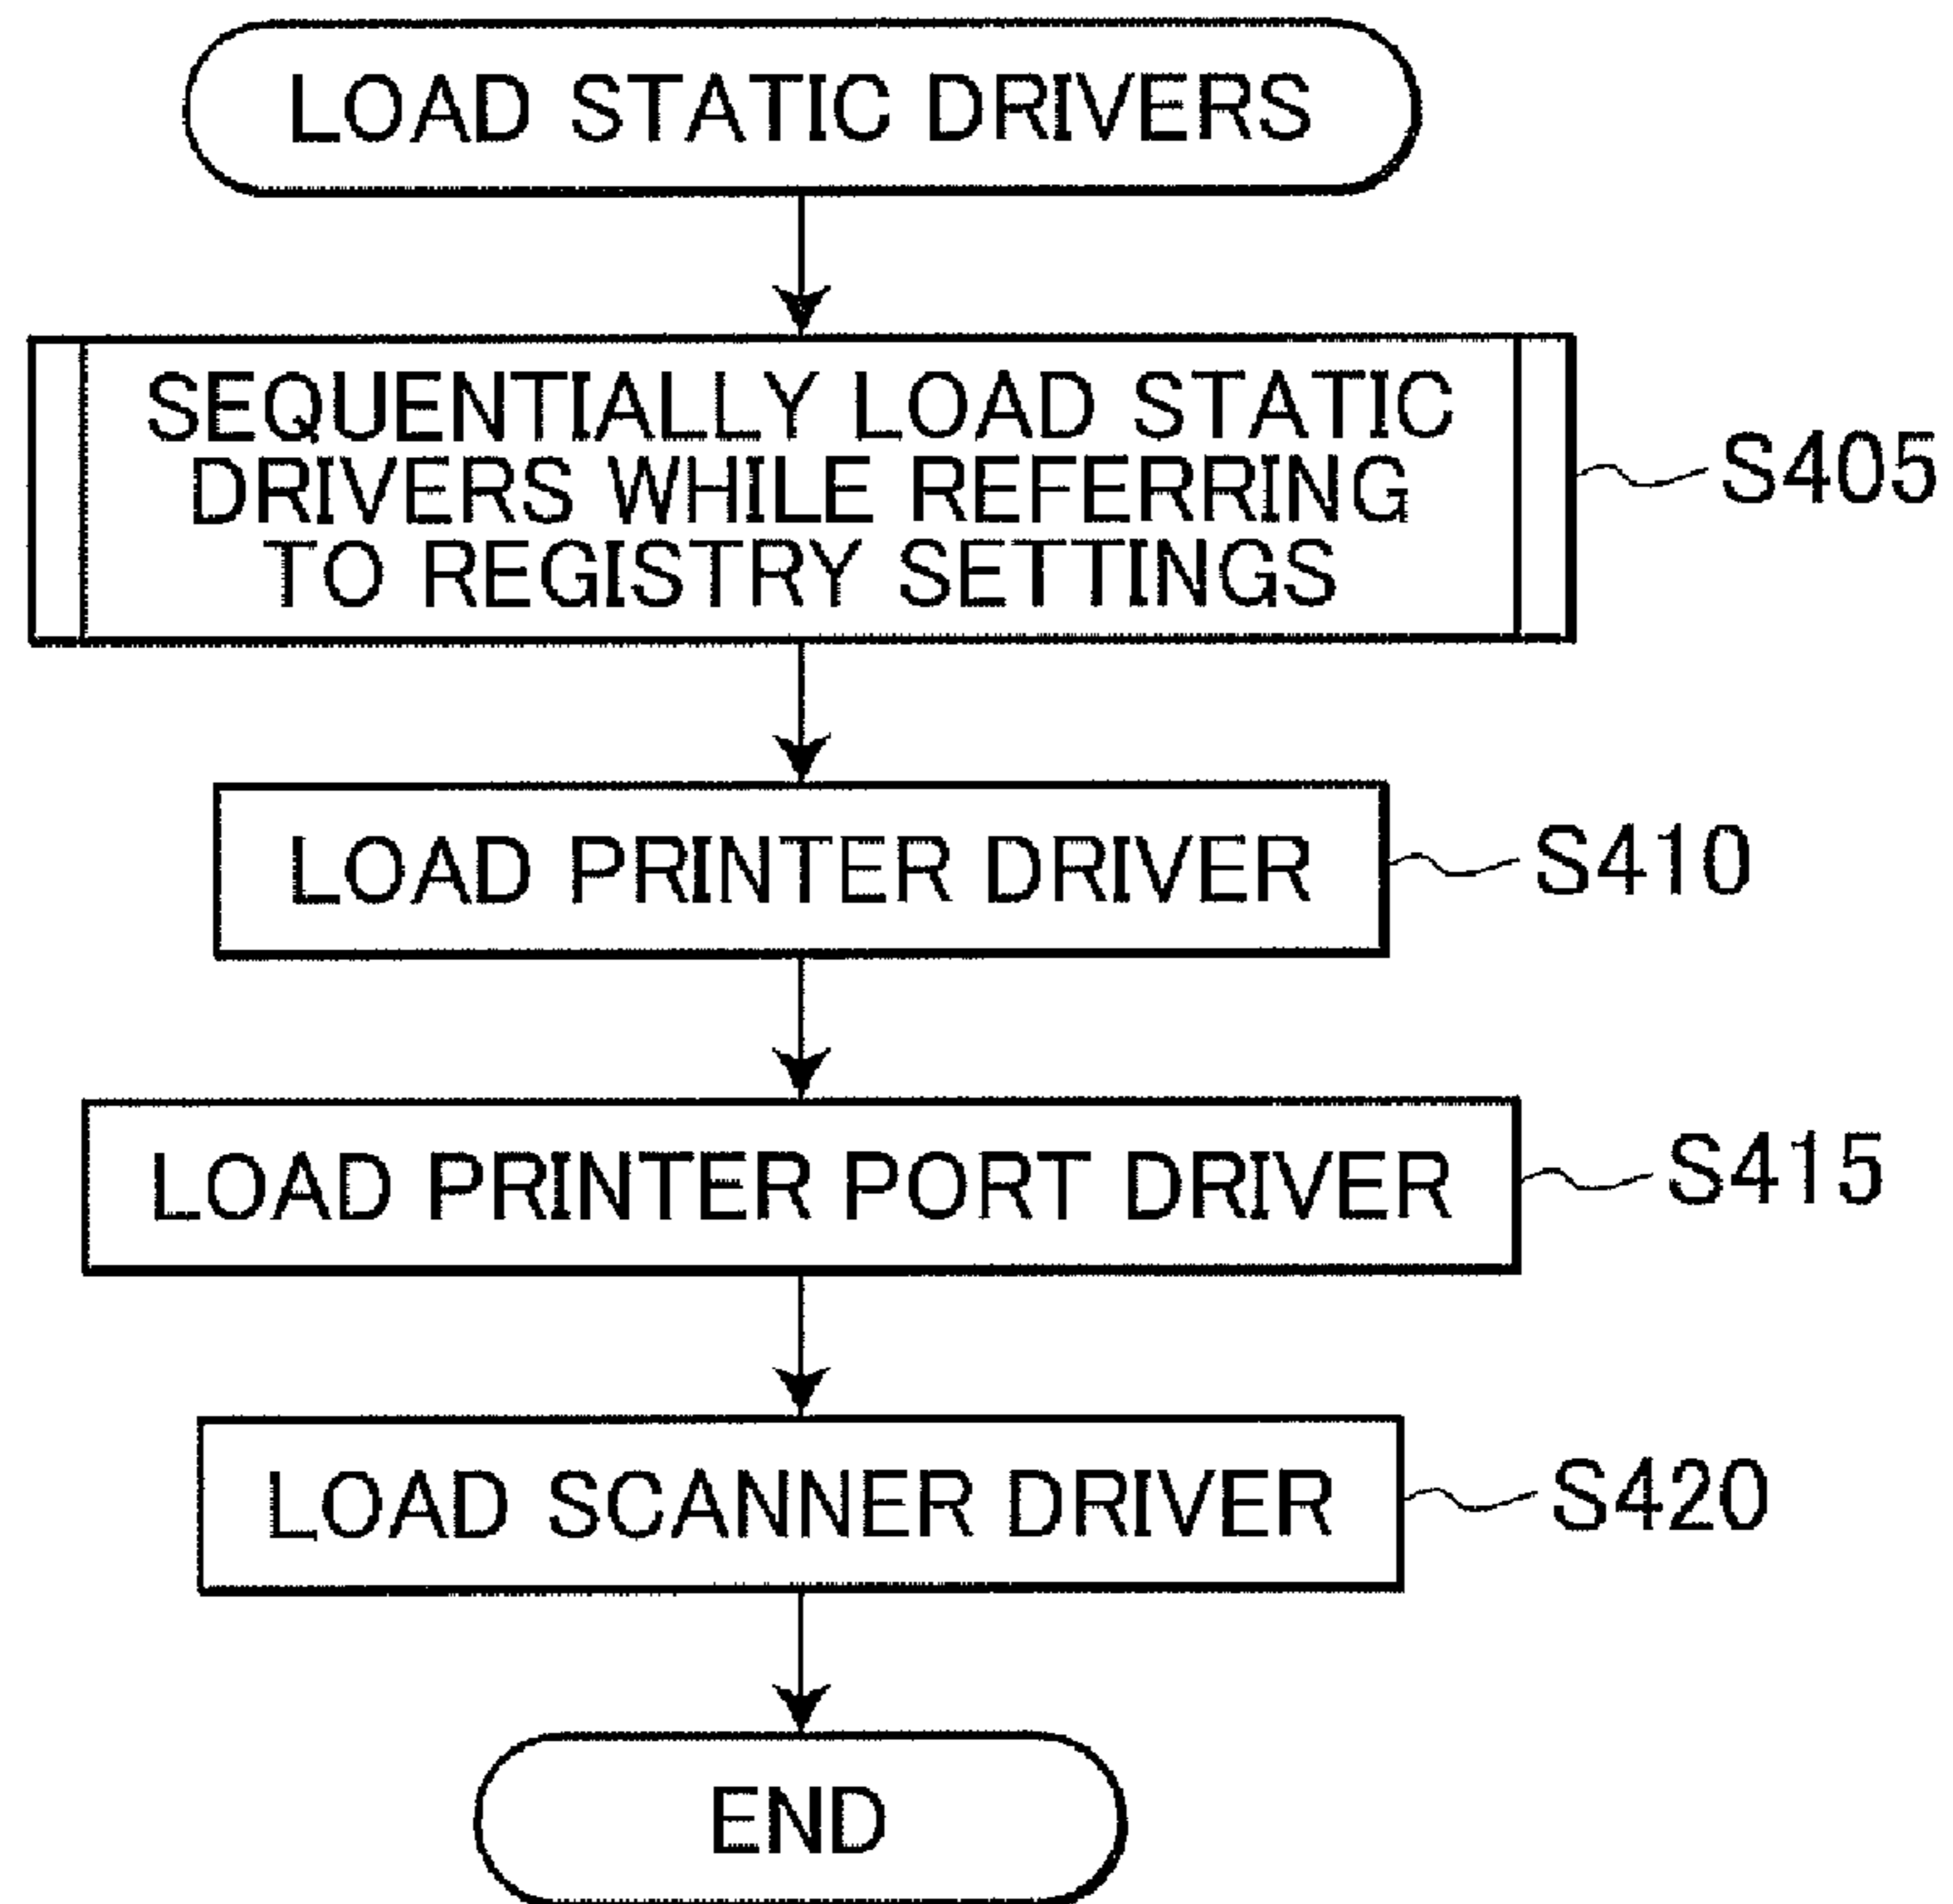 LOAD STATIC DRIVERS
SEQUENTIALLY LOAD STATIC
DRIVERS WHILE REFERRING
TO REGISTRY SETTINGS
S405
LOAD PRINTER DRIVER
S410
LOAD PRINTER PORT DRIVER
S415
LOAD SCANNER DRIVER
S420
END